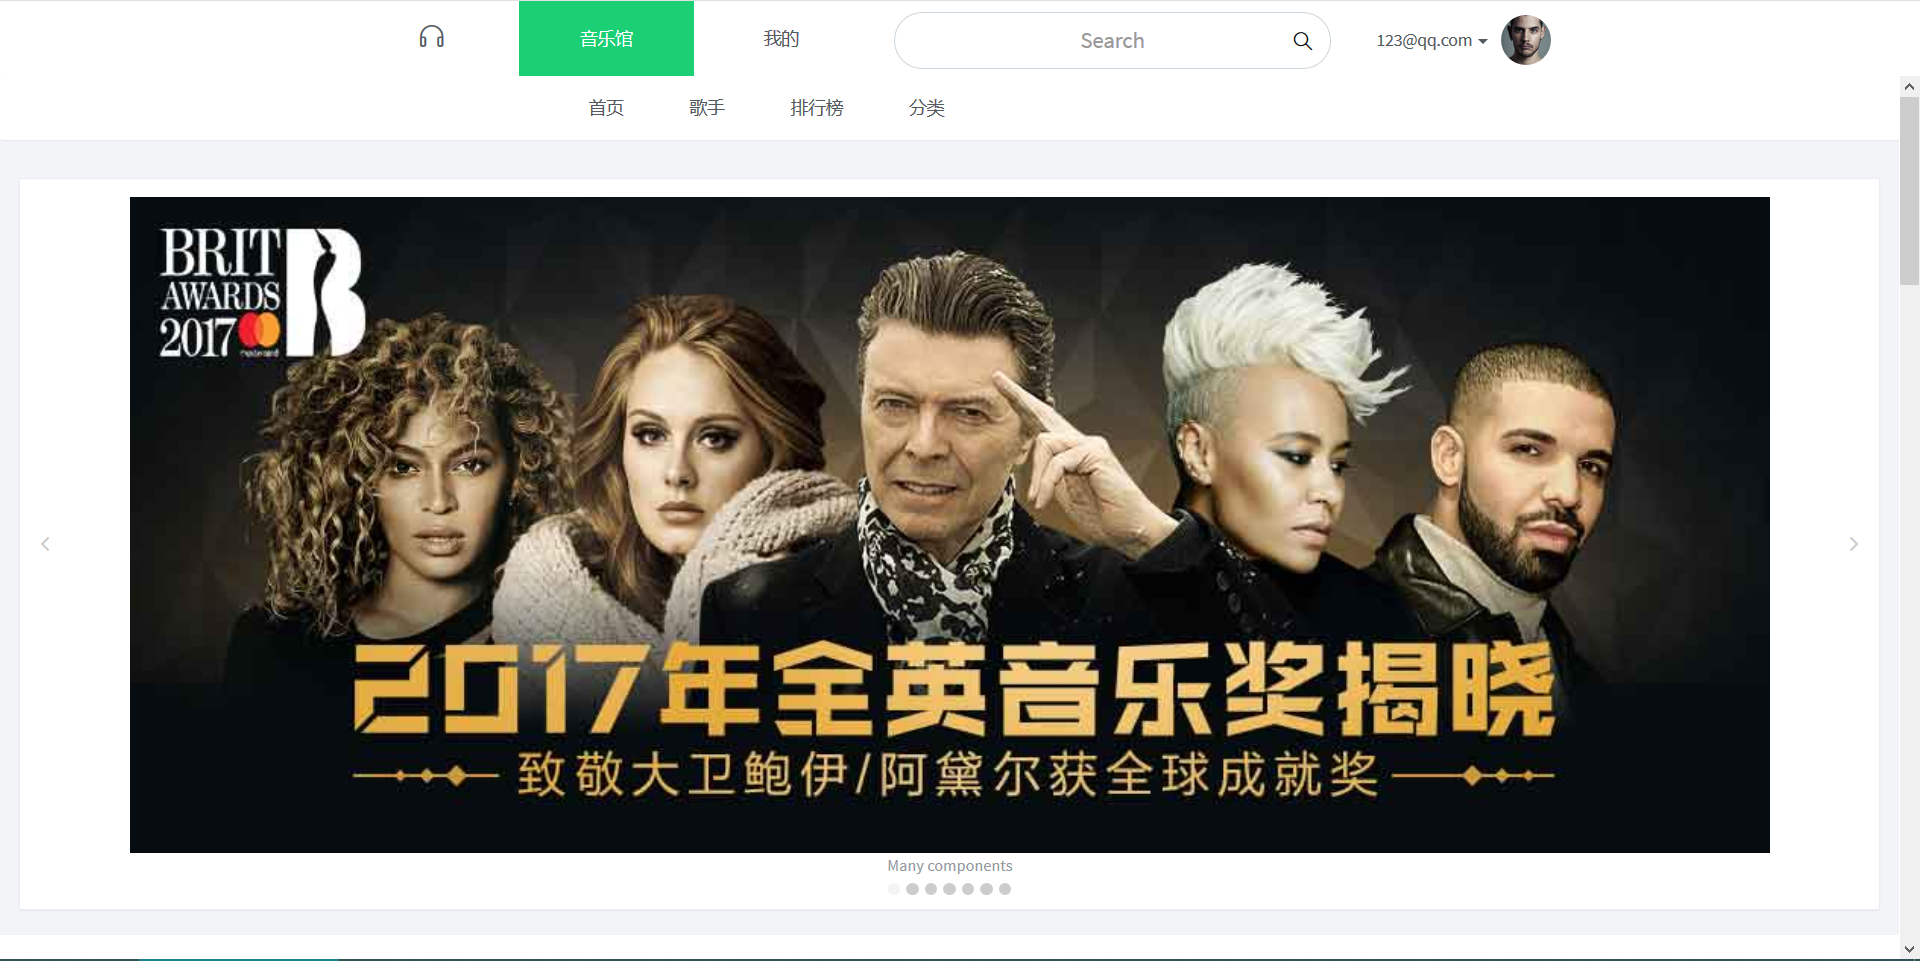 音乐馆
我的
Search
123@qq.com
首页
歌手
排行榜
分类
BRIT
AWARDS
2017
B
2017年全英音乐奖揭晓
致敬大卫鲍伊/阿黛尔获全球成就奖
Many components